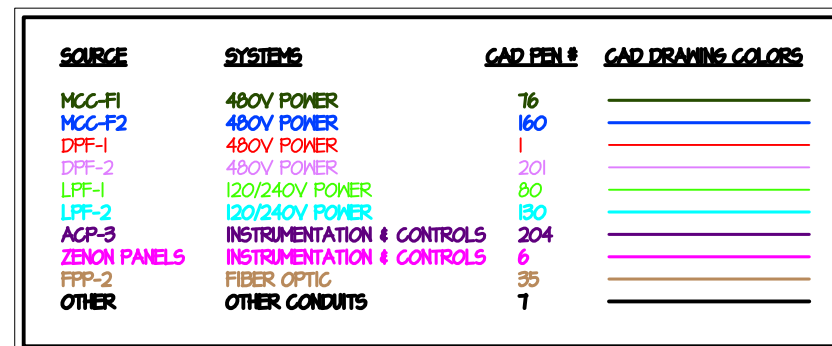 SOURCE SYSTEMS CAD PEN # CAD DRAWING COLORS
MCC-F1 480V POWER 76
MCC-F2 480V POWER 160
DPF-1 480V POWER 1
DPF-2 480V POWER 201
LPF-1 120/240V POWER 80
LPF-2 120/240V POWER 130
ACP-3 INSTRUMENTATION & CONTROLS 204
ZENON PANELS INSTRUMENTATION & CONTROLS 6
FPP-2 FIBER OPTIC 35
OTHER OTHER CONDUITS 7